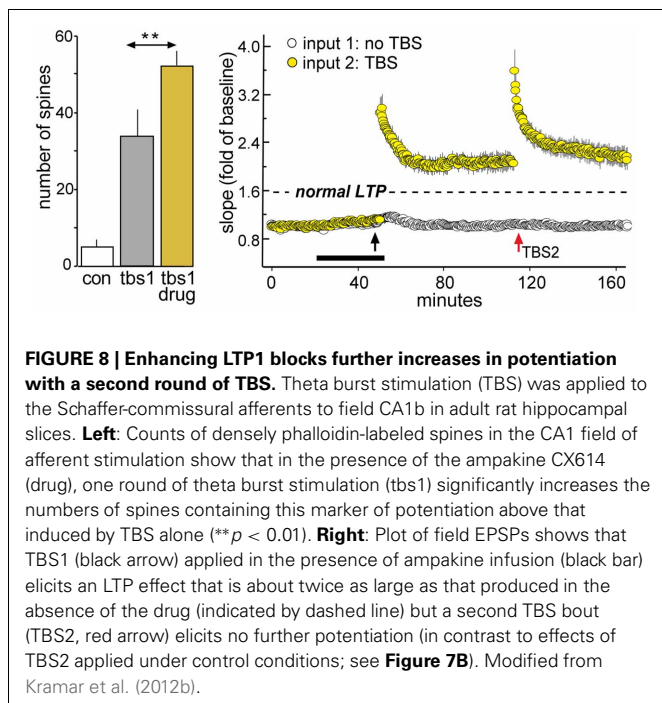 60
40
20
0
number of spines
**
con
tbs1
tbs1
drug
4.0
3.2
2.4
1.6
0.8
slope (fold of baseline)
input 1: no TBS
input 2: TBS
normal LTP
TBS2
0
40
80
120
160
minutes
FIGURE 8 | Enhancing LTP1 blocks further increases in potentiation
with a second round of TBS. Theta burst stimulation (TBS) was applied to
the Schaffer-commissural afferents to field CA1b in adult rat hippocampal
slices. Left: Counts of densely phalloidin-labeled spines in the CA1 field of
afferent stimulation show that in the presence of the ampakine CX614
(drug), one round of theta burst stimulation (tbs1) significantly increases the
numbers of spines containing this marker of potentiation above that
induced by TBS alone (**p < 0.01). Right: Plot of field EPSPs shows that
TBS1 (black arrow) applied in the presence of ampakine infusion (black bar)
elicits an LTP effect that is about twice as large as that produced in the
absence of the drug (indicated by dashed line) but a second TBS bout
(TBS2, red arrow) elicits no further potentiation (in contrast to effects of
TBS2 applied under control conditions; see Figure 7B). Modified from
Kramar et al. (2012b).